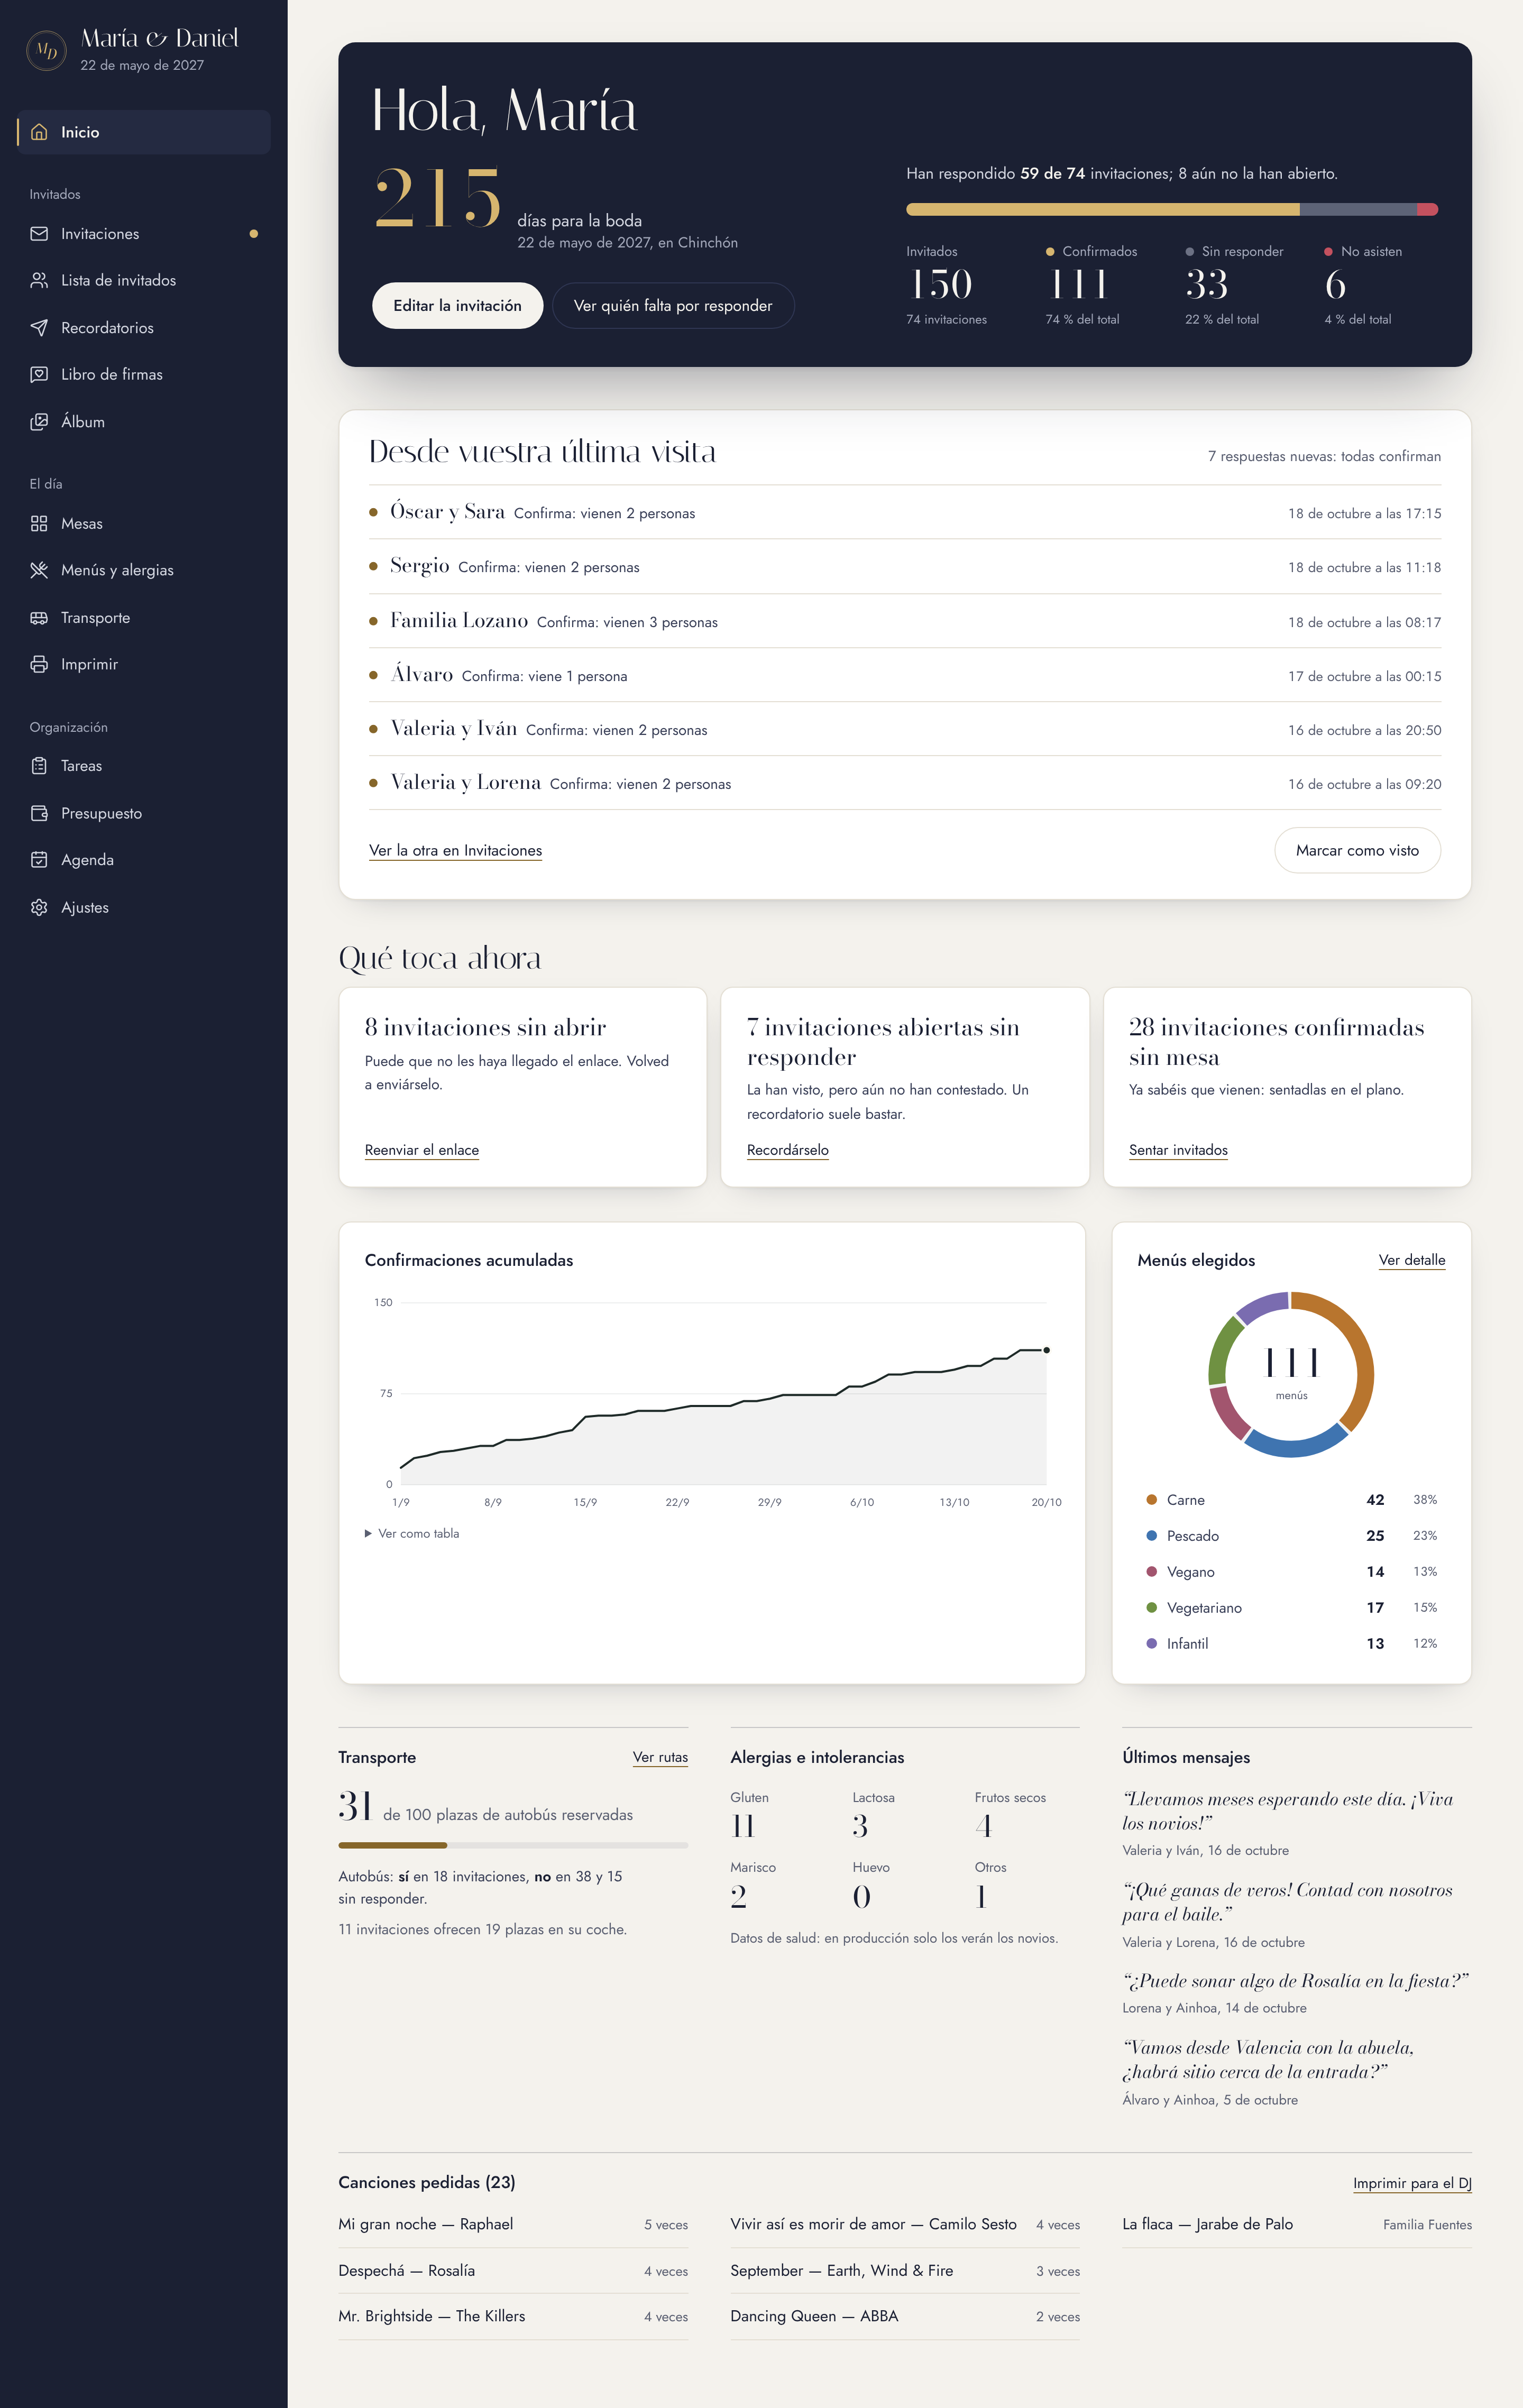 MD
María & Daniel
22 de mayo de 2027
Inicio
Invitados
Invitaciones
Lista de invitados
Recordatorios
Libro de firmas
Álbum
El día
Mesas
Menús y alergias
Transporte
Imprimir
Organización
Tareas
Presupuesto
Agenda
Ajustes
Hola, María
215 días para la boda
22 de mayo de 2027, en Chinchón
Editar la invitación
Ver quién falta por responder
Han respondido 59 de 74 invitaciones; 8 aún no la han abierto.
Invitados
150
74 invitaciones
Confirmados
111
74 % del total
Sin responder
33
22 % del total
No asisten
6
4 % del total
Desde vuestra última visita
7 respuestas nuevas: todas confirman
Óscar y Sara Confirma: vienen 2 personas 18 de octubre a las 17:15
Sergio Confirma: vienen 2 personas 18 de octubre a las 11:18
Familia Lozano Confirma: vienen 3 personas 18 de octubre a las 08:17
Álvaro Confirma: viene 1 persona 17 de octubre a las 00:15
Valeria y Iván Confirma: vienen 2 personas 16 de octubre a las 20:50
Valeria y Lorena Confirma: vienen 2 personas 16 de octubre a las 09:20
Ver la otra en Invitaciones
Marcar como visto
Qué toca ahora
8 invitaciones sin abrir
Puede que no les haya llegado el enlace. Volved
a enviárselo.
Reenviar el enlace
7 invitaciones abiertas sin
responder
La han visto, pero aún no han contestado. Un
recordatorio suele bastar.
Recordárselo
28 invitaciones confirmadas
sin mesa
Ya sabéis que vienen: sentadlas en el plano.
Sentar invitados
Confirmaciones acumuladas
150
75
0
1/9 8/9 15/9 22/9 29/9 6/10 13/10 20/10
Ver como tabla
Menús elegidos
Ver detalle
111
menús
Carne 42 38%
Pescado 25 23%
Vegano 14 13%
Vegetariano 17 15%
Infantil 13 12%
Transporte
Ver rutas
31 de 100 plazas de autobús reservadas
Autobús: sí en 18 invitaciones, no en 38 y 15
sin responder.
11 invitaciones ofrecen 19 plazas en su coche.
Alergias e intolerancias
Gluten
11
Lactosa
3
Frutos secos
4
Marisco
2
Huevo
0
Otros
1
Datos de salud: en producción solo los verán los novios.
Últimos mensajes
“Llevamos meses esperando este día. ¡Viva
los novios!”
Valeria y Iván, 16 de octubre
“¡Qué ganas de veros! Contad con nosotros
para el baile.”
Valeria y Lorena, 16 de octubre
“¿Puede sonar algo de Rosalía en la fiesta?”
Lorena y Ainhoa, 14 de octubre
“Vamos desde Valencia con la abuela,
¿habrá sitio cerca de la entrada?”
Álvaro y Ainhoa, 5 de octubre
Canciones pedidas (23)
Imprimir para el DJ
Mi gran noche — Raphael 5 veces
Despechá — Rosalía 4 veces
Mr. Brightside — The Killers 4 veces
Vivir así es morir de amor — Camilo Sesto 4 veces
September — Earth, Wind & Fire 3 veces
Dancing Queen — ABBA 2 veces
La flaca — Jarabe de Palo Familia Fuentes